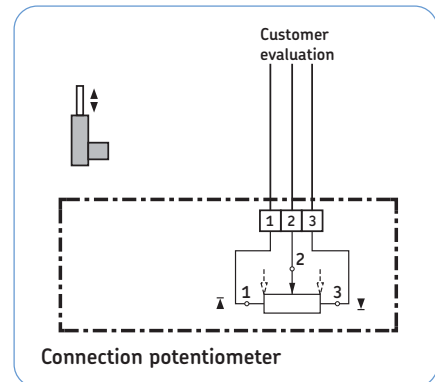 Customer
evaluation
1 2 3
2
1 3
Connection potentiometer